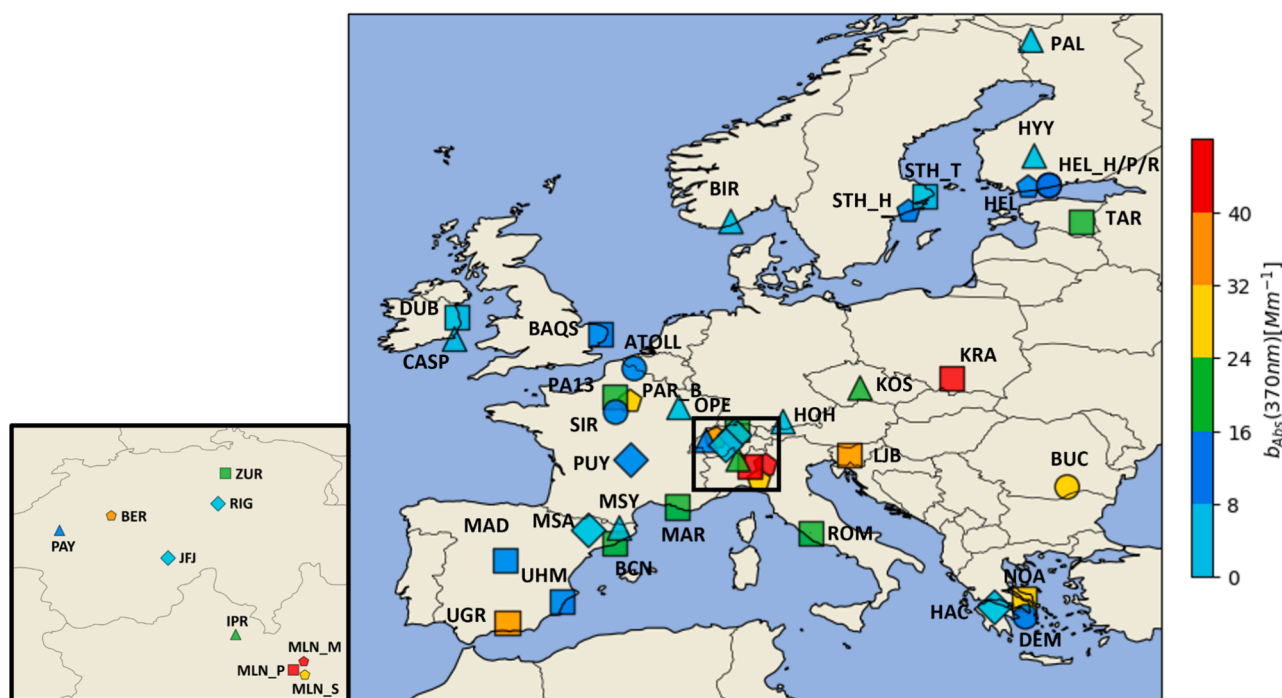 PAL
HYY
HEL_H/P/R
STH_T
BIR
STH_H
HEL
TAR
DUB
BAQS
ATOLL
CASP
KRA
PA13
PAR_B
KOS
OPE
HOH
SIR
PUY
LJB
BUC
MSY
MAD
MSA
MAR
ROM
BCN
UHM
NOA
UGR
HAC
DEM
ZUR
RIG
BER
PAY
JFJ
IPR
MLN_M
MLN_P
MLN_S
40
32
24
16
8
0
b_Abs(370nm)[Mm⁻¹]